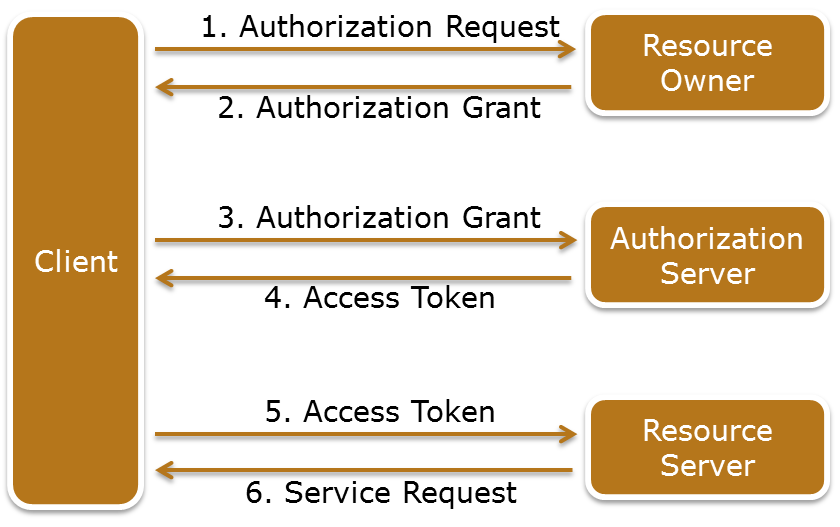 1. Authorization Request
Resource
Owner
2. Authorization Grant
Client
3. Authorization Grant
Authorization
Server
4. Access Token
5. Access Token
Resource
Server
6. Service Request